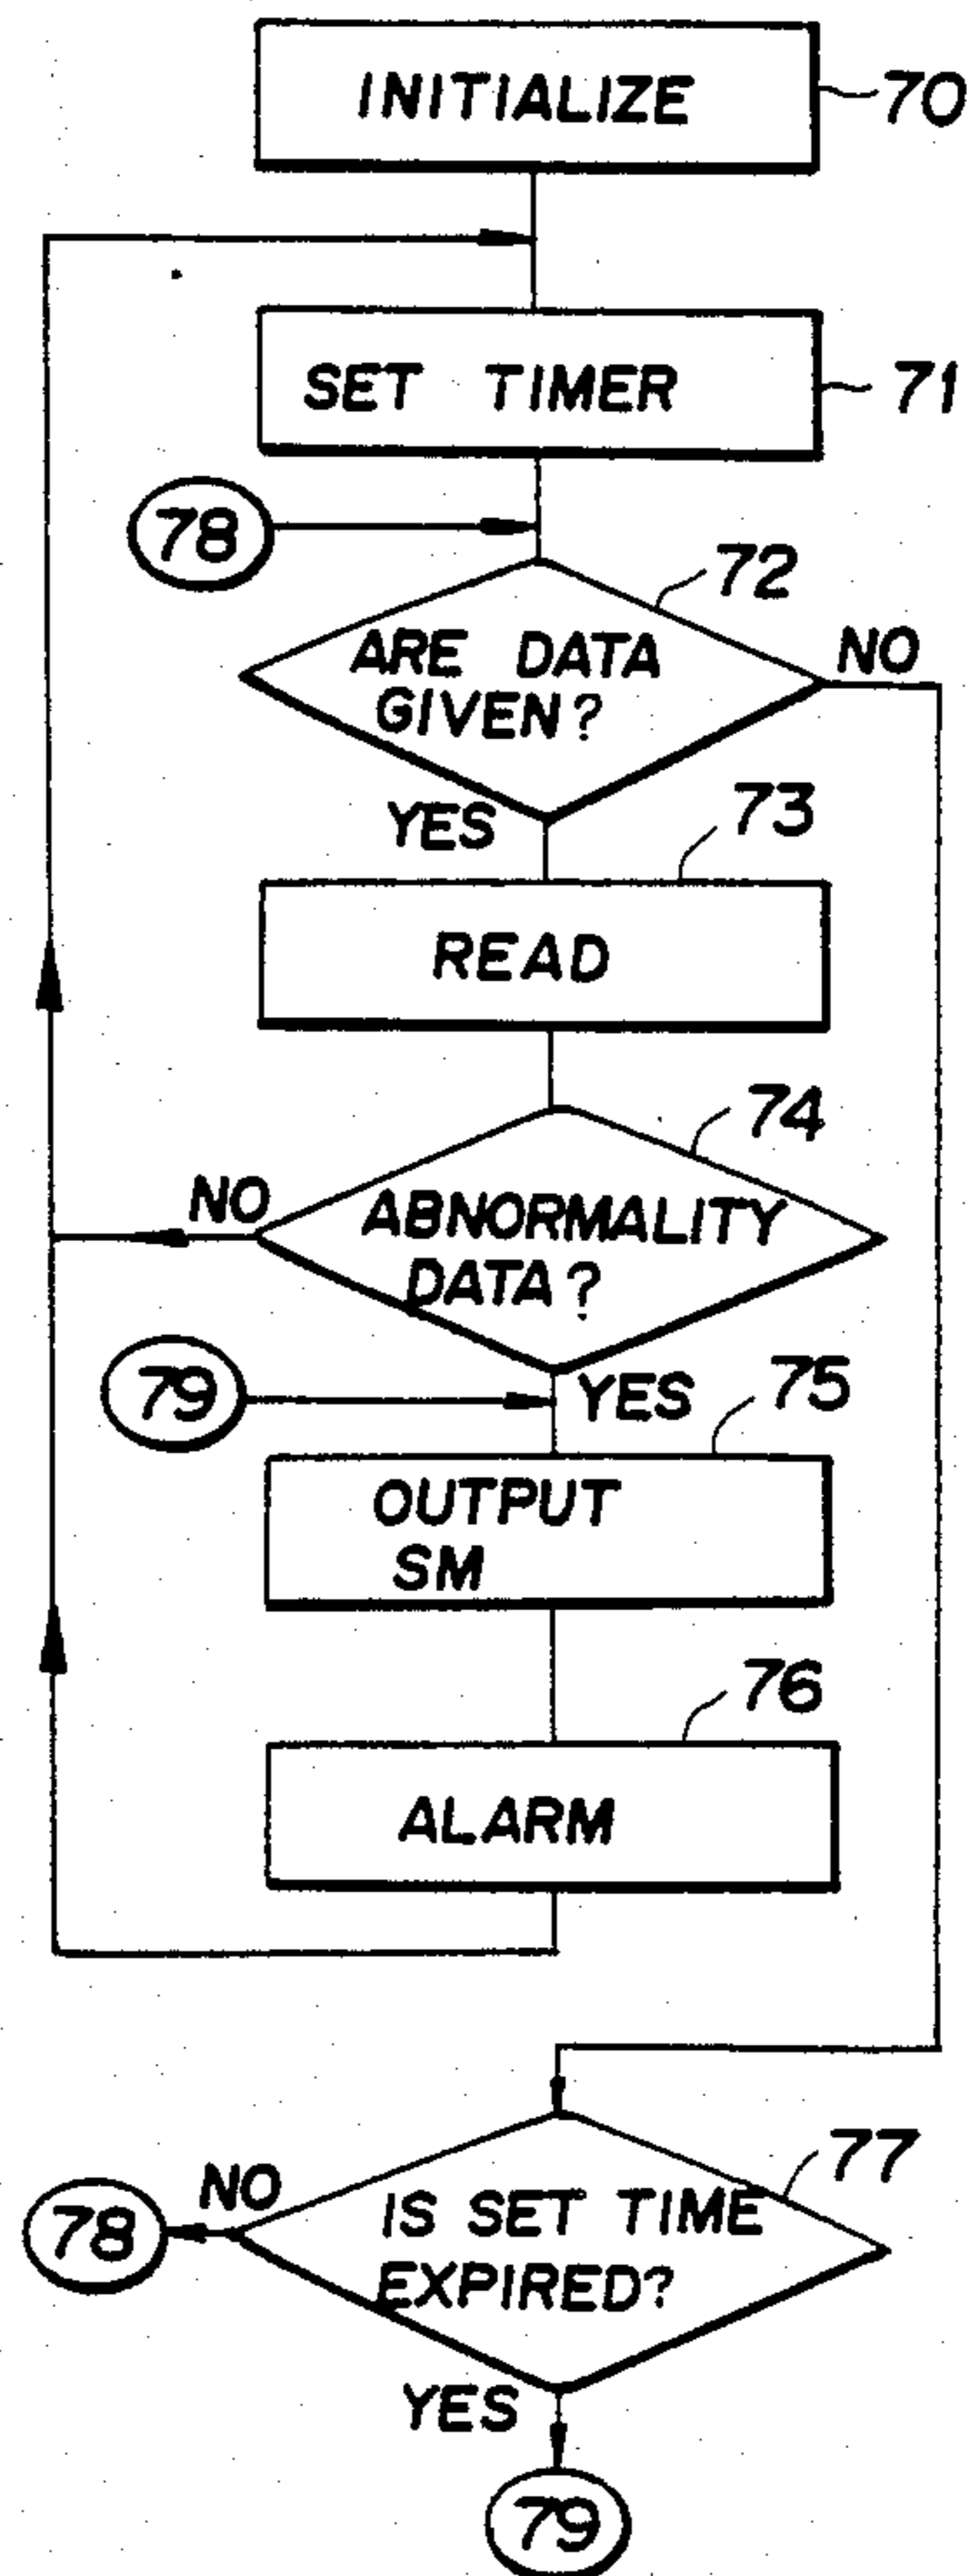 INITIALIZE
70
SET TIMER
71
78
72
ARE DATA
GIVEN?
NO
YES
73
READ
74
NO
ABNORMALITY
DATA?
79
YES
75
OUTPUT
SM
76
ALARM
77
NO
78
IS SET TIME
EXPIRED?
YES
79